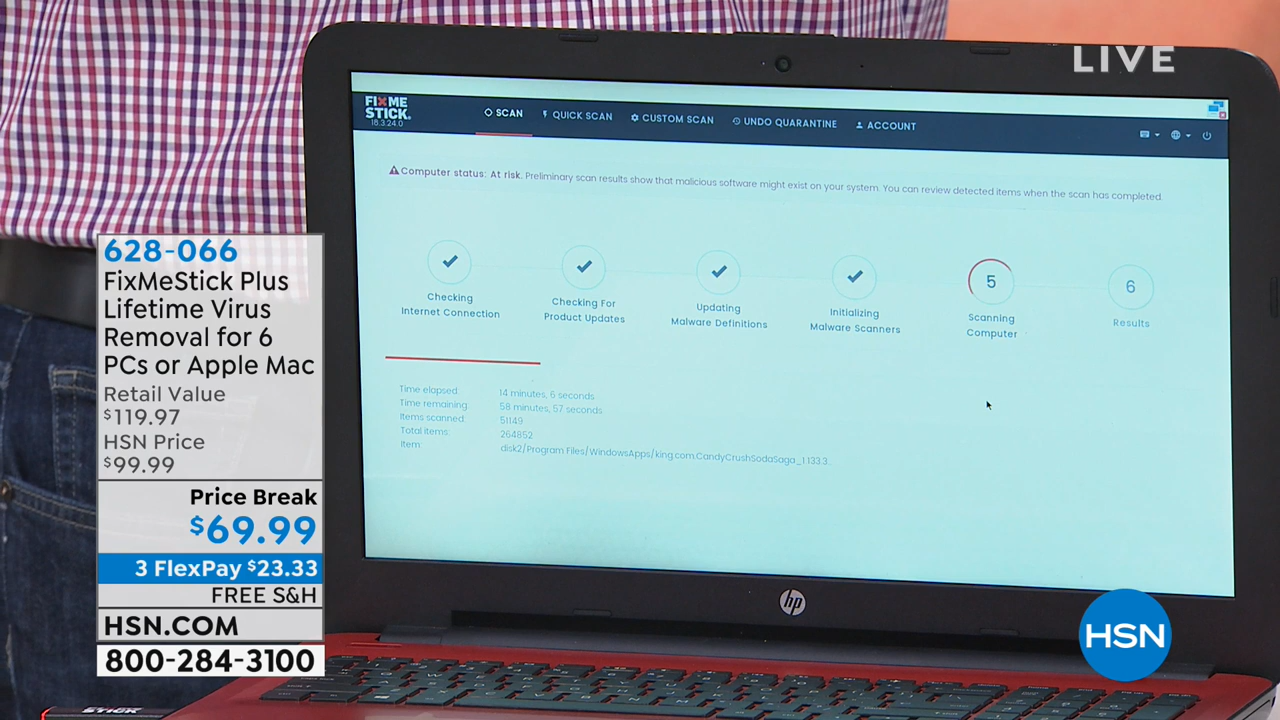 LIVE
FIXME
STICK.
18.3.24.0
SCAN
QUICK SCAN
CUSTOM SCAN
UNDO QUARANTINE
ACCOUNT
Computer status: At risk. Preliminary scan results show that malicious software might exist on your system. You can review detected items when the scan has completed.
Checking
Internet Connection
Checking For
Product Updates
Updating
Malware Definitions
Initializing
Malware Scanners
5
Scanning
Computer
6
Results
Time elapsed: 14 minutes, 6 seconds
Time remaining: 58 minutes, 57 seconds
Items scanned: 51149
Total items: 264852
Item: disk2/Program Files/WindowsApps/king.com.CandyCrushSodaSaga_1.133.3...
hp
628-066
FixMeStick Plus
Lifetime Virus
Removal for 6
PCs or Apple Mac
Retail Value
$119.97
HSN Price
$99.99
Price Break
$69.99
3 FlexPay $23.33
FREE S&H
HSN.COM
800-284-3100
HSN
STICK